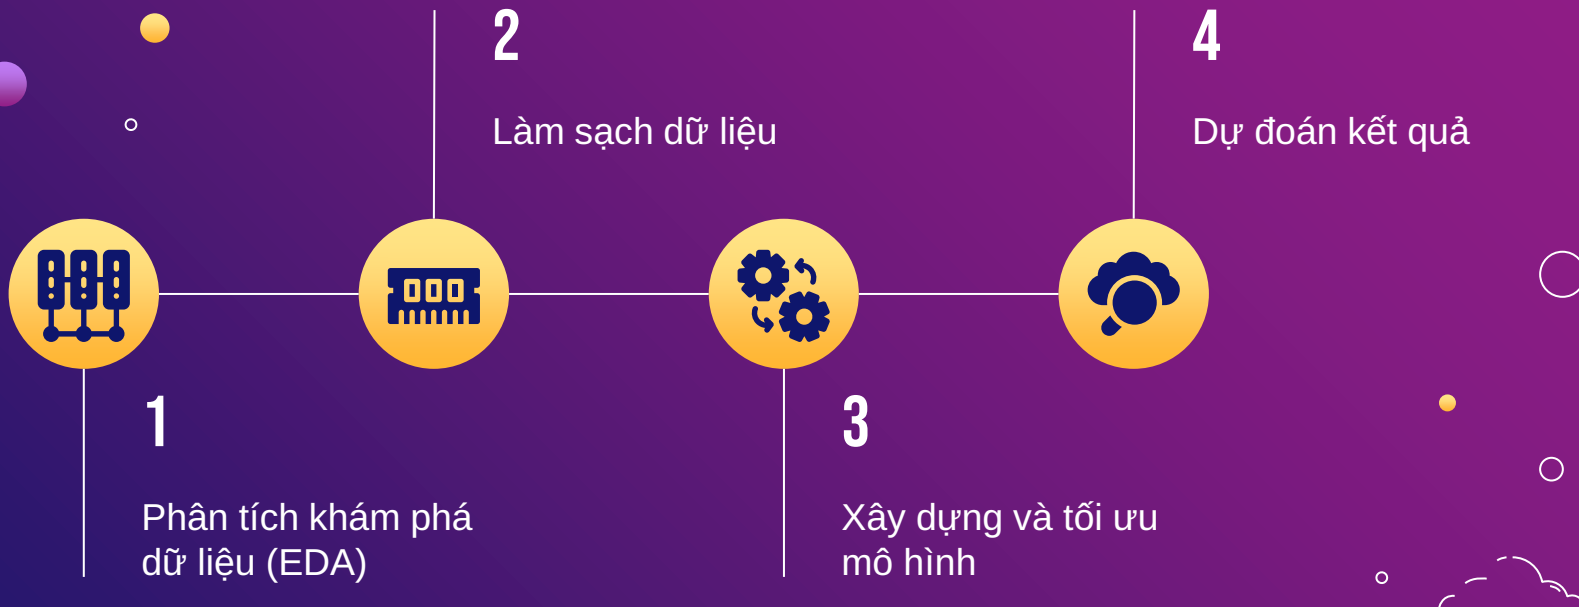 1
Phân tích khám phá
dữ liệu (EDA)
2
Làm sạch dữ liệu
3
Xây dựng và tối ưu
mô hình
4
Dự đoán kết quả